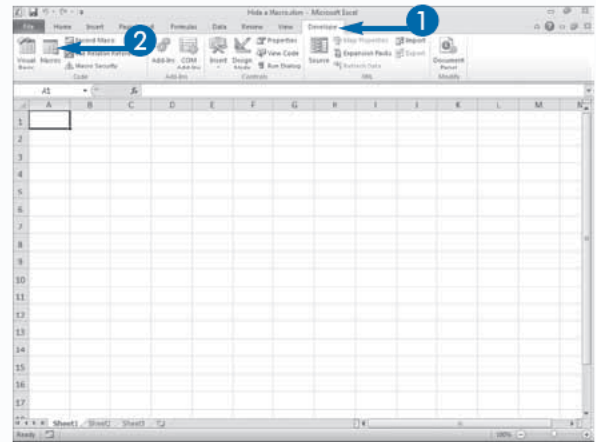 Hide a Macro.xlsm - Microsoft Excel
1
File Home Insert Page Formulas Data Review View Developer
2
Visual Basic Macros Record Macro Macro Security Code
Add-Ins COM Add-Ins Add-Ins
Insert Design Mode Properties View Code Run Dialog Controls
Source Map Properties Expansion Packs Refresh Data Import Export XML
Document Panel Modify
A1 fx
A B C D E F G H I J K L M N
1
2
3
4
5
6
7
8
9
10
11
12
13
14
15
16
17
Sheet1 Sheet2 Sheet3
Ready 100%